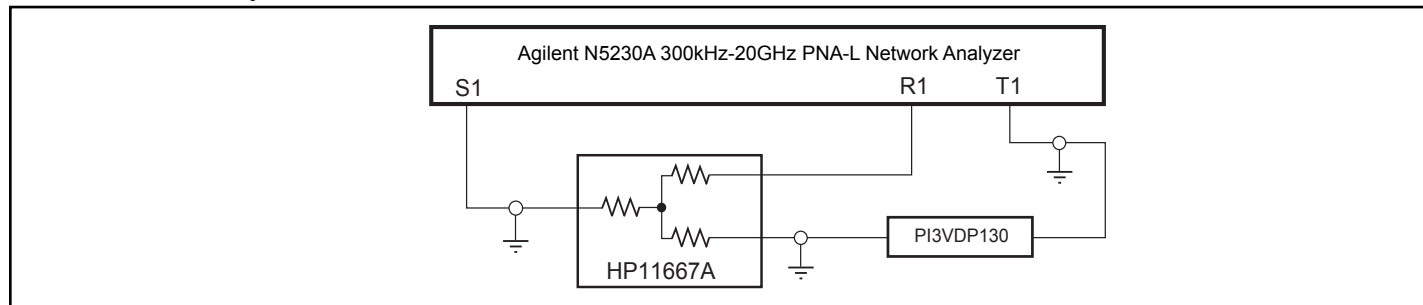 Agilent N5230A 300kHz-20GHz PNA-L Network Analyzer
S1 R1 T1
PI3VDP130
HP11667A